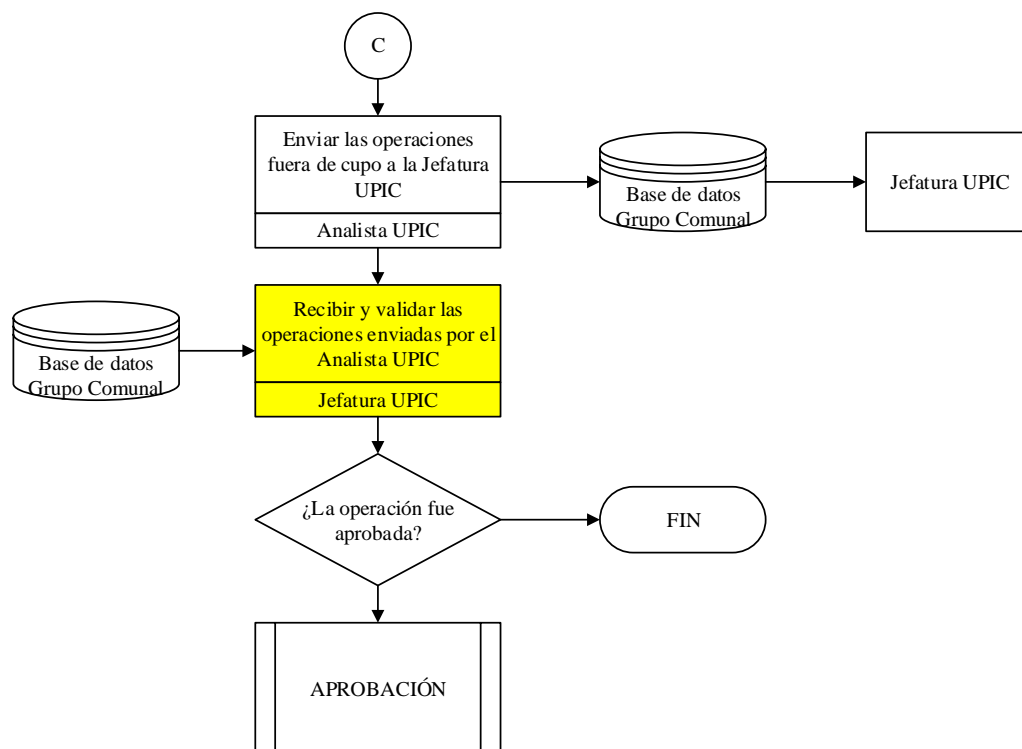 C
Enviar las operaciones
fuera de cupo a la Jefatura
UPIC
Analista UPIC
Base de datos
Grupo Comunal
Jefatura UPIC
Recibir y validar las
operaciones enviadas por el
Analista UPIC
Jefatura UPIC
Base de datos
Grupo Comunal
¿La operación fue
aprobada?
FIN
APROBACIÓN